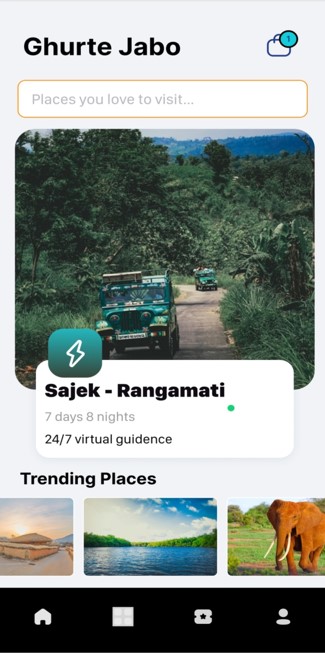 Ghurte Jabo
1
Places you love to visit...
Sajek - Rangamati
7 days 8 nights
24/7 virtual guidence
Trending Places